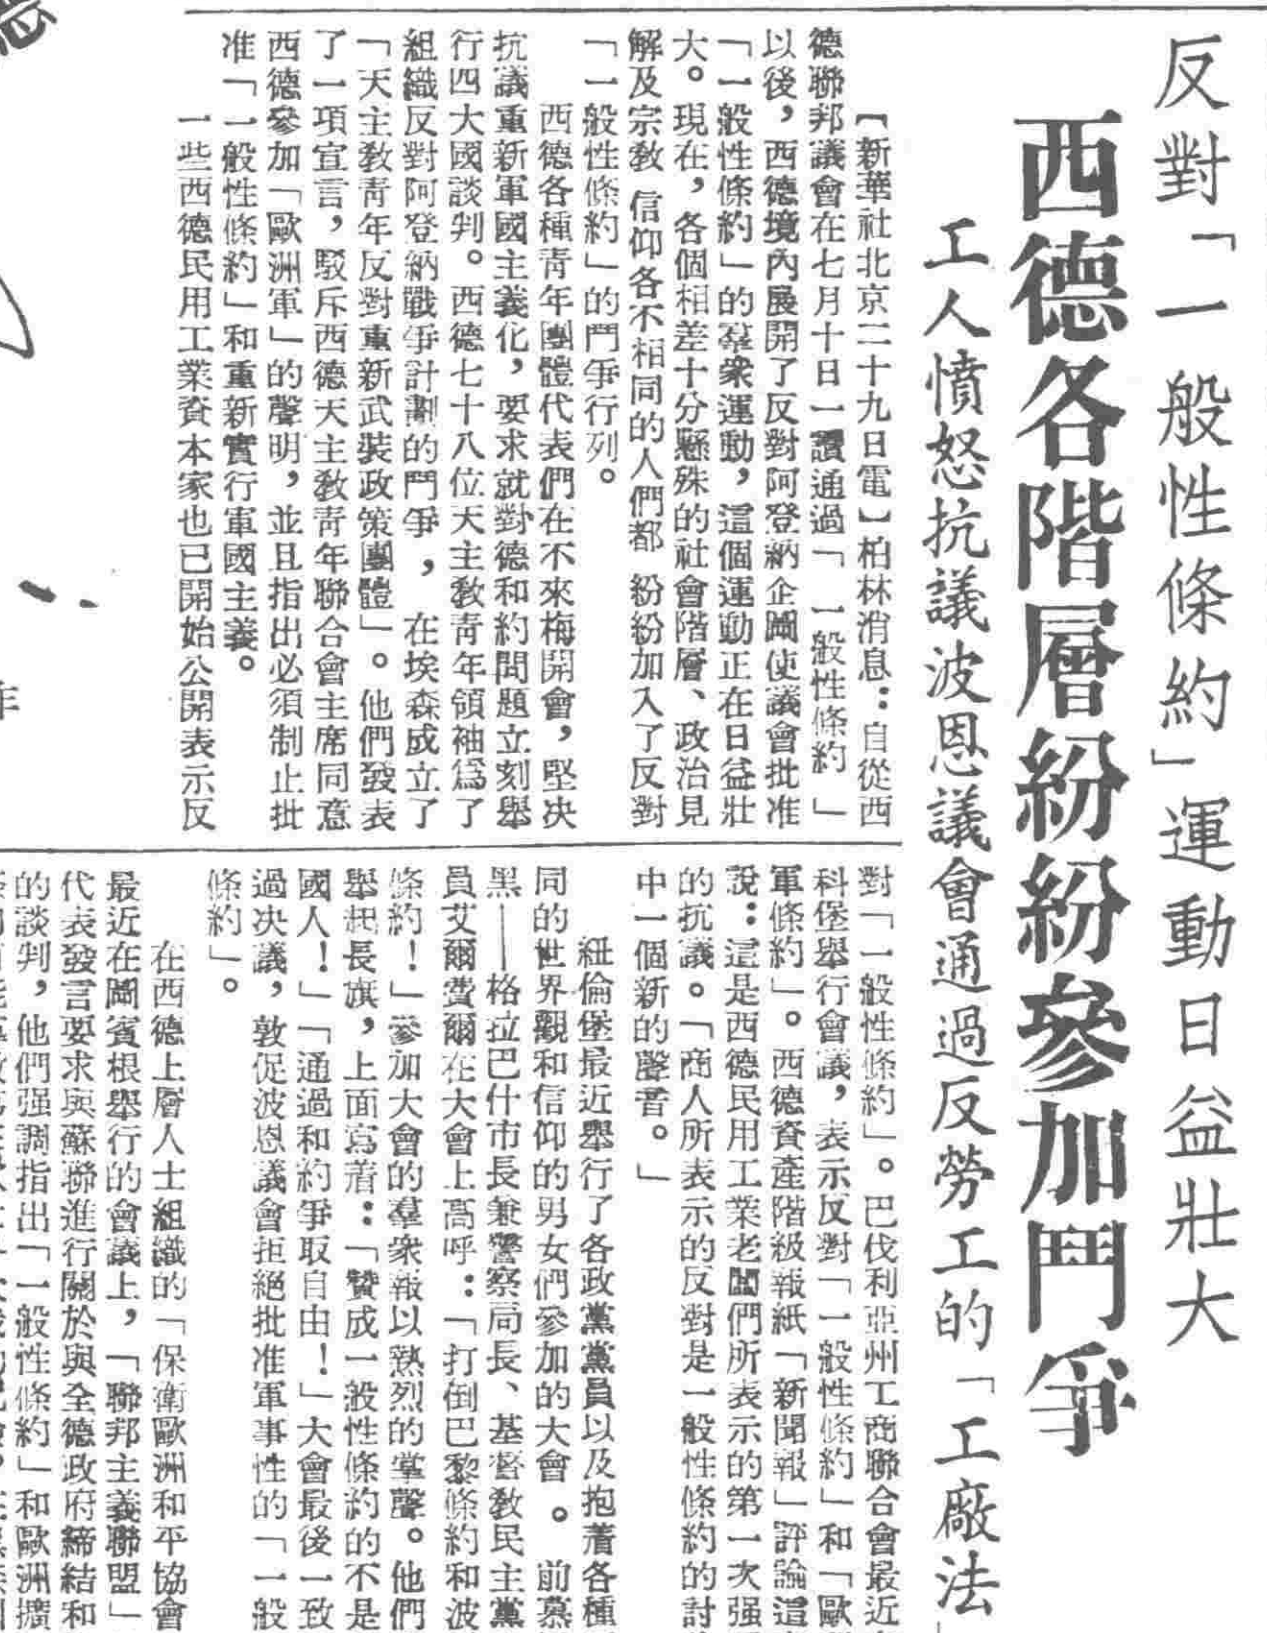 反對「一般性條約」運動日益壯大
西德各階層紛紛參加鬥爭
工人憤怒抗議波恩議會通過反勞工的「工廠法」
【新華社北京二十九日電】柏林消息：自從西
德聯邦議會在七月十日一讀通過「一般性條約」
以後，西德境內展開了反對阿登納企圖使議會批准
「一般性條約」的羣衆運動，這個運動正在日益壯
大。現在，各個相差十分懸殊的社會階層、政治見
解及宗教信仰各不相同的人們都紛紛加入了反對
「一般性條約」的鬥爭行列。
西德各種青年團體代表們在不來梅開會，堅決
抗議重新軍國主義化，要求就對德和約問題立刻舉
行四大國談判。西德七十八位天主教青年領袖爲了
組織反對阿登納戰爭計劃的鬥爭，在埃森成立了
「天主教青年反對重新武裝政策團體」。他們發表
了一項宣言，駁斥西德天主教青年聯合會主席同意
西德參加「歐洲軍」的聲明，並且指出必須制止批
准「一般性條約」和重新實行軍國主義。
一些西德民用工業資本家也已開始公開表示反
對「一般性條約」。巴伐利亞州工商聯合會最近
科堡舉行會議，表示反對「一般性條約」和「歐
軍條約」。西德資產階級報紙「新聞報」評論這
說：這是西德民用工業老闆們所表示的第一次强
的抗議。「商人所表示的反對是一般性條約的討
中一個新的聲音。」
紐倫堡最近舉行了各政黨黨員以及抱着各種
同的世界觀和信仰的男女們參加的大會。前慕
黑——格拉巴什市長兼警察局長、基督教民主黨
員艾爾費爾在大會上高呼：「打倒巴黎條約和波
條約！」參加大會的羣衆報以熱烈的掌聲。他們
舉起長旗，上面寫着：「贊成一般性條約的不是
國人！」「通過和約爭取自由！」大會最後一致
過決議，敦促波恩議會拒絕批准軍事性的「一般
條約」。
在西德上層人士組織的「保衛歐洲和平協會
最近在圖賓根舉行的會議上，「聯邦主義聯盟」
代表發言要求與蘇聯進行關於與全德政府締結和
的談判，他們强調指出「一般性條約」和歐洲擴